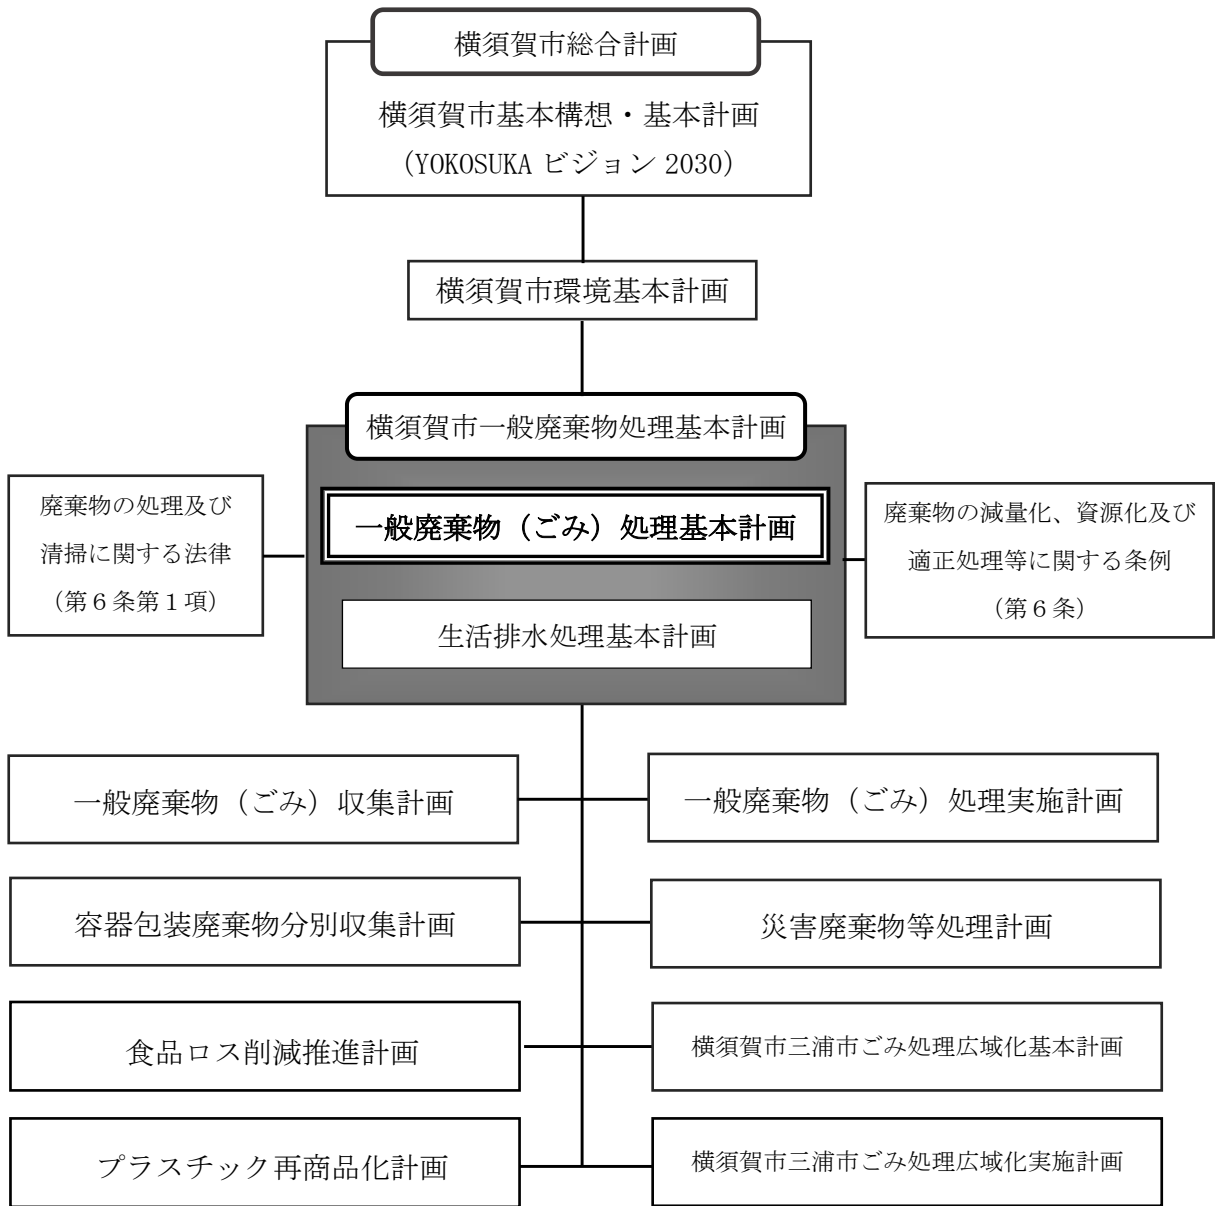 横須賀市総合計画
横須賀市基本構想・基本計画
（YOKOSUKA ビジョン 2030）
横須賀市環境基本計画
横須賀市一般廃棄物処理基本計画
廃棄物の処理及び
清掃に関する法律
（第６条第１項）
一般廃棄物（ごみ）処理基本計画
生活排水処理基本計画
廃棄物の減量化、資源化及び
適正処理等に関する条例
（第６条）
一般廃棄物（ごみ）収集計画
一般廃棄物（ごみ）処理実施計画
容器包装廃棄物分別収集計画
災害廃棄物等処理計画
食品ロス削減推進計画
横須賀市三浦市ごみ処理広域化基本計画
プラスチック再商品化計画
横須賀市三浦市ごみ処理広域化実施計画